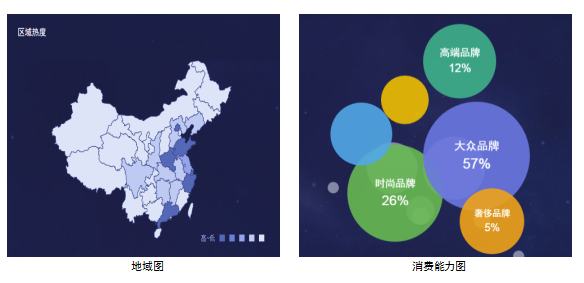 区域热度
高-低
地域图
高端品牌
12%
大众品牌
57%
时尚品牌
26%
奢侈品牌
5%
消费能力图